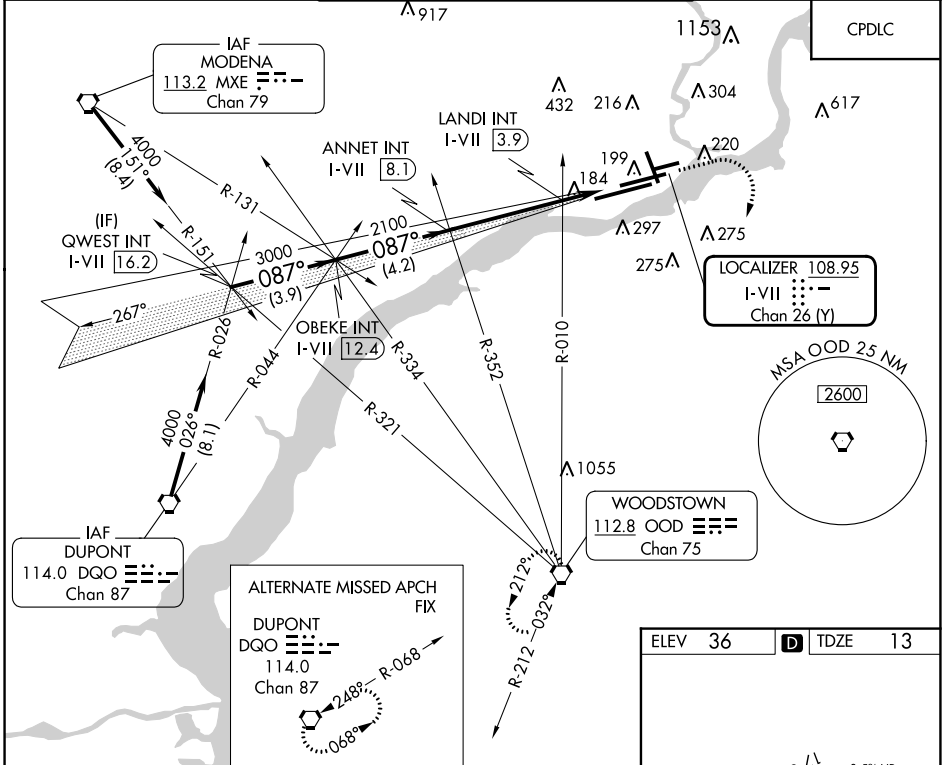 917
1153
CPDLC
IAF
MODENA
113.2 MXE
Chan 79
432
216
304
617
LANDI INT
I-VII 3.9
ANNET INT
I-VII 8.1
199
220
184
4000
151°
(8.4)
R-131
R-151
(IF)
QWEST INT
I-VII 16.2
3000
087°
(3.9)
2100
087°
(4.2)
297
275
275
267°
LOCALIZER 108.95
I-VII
Chan 26 (Y)
OBEKE INT
I-VII 12.4
R-026
R-044
R-334
R-321
R-352
R-010
MSA OOD 25 NM
2600
4000
026°
(8.1)
1055
IAF
DUPONT
114.0 DQO
Chan 87
WOODSTOWN
112.8 OOD
Chan 75
212°
032°
R-212
ALTERNATE MISSED APCH
FIX
DUPONT
DQO
114.0
Chan 87
R-068
248°
068°
ELEV 36 D TDZE 13